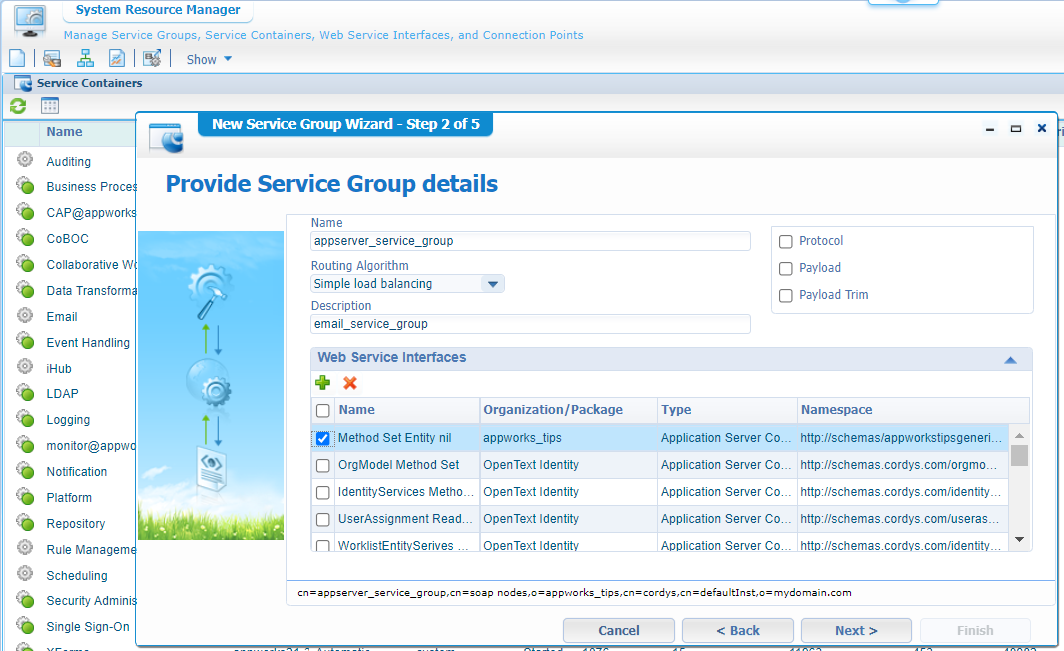 System Resource Manager
Manage Service Groups, Service Containers, Web Service Interfaces, and Connection Points
Show
Service Containers
Name
Auditing
Business Proces
CAP@appworks
CoBOC
Collaborative Wo
Data Transforma
Email
Event Handling
iHub
LDAP
Logging
monitor@appwo
Notification
Platform
Repository
Rule Manageme
Scheduling
Security Adminis
Single Sign-On
New Service Group Wizard - Step 2 of 5
Provide Service Group details
Name
appserver_service_group
Routing Algorithm
Simple load balancing
Description
email_service_group
Protocol
Payload
Payload Trim
Web Service Interfaces
Name Organization/Package Type Namespace
Method Set Entity nil appworks_tips Application Server Co... http://schemas/appworkstipsgeneri...
OrgModel Method Set OpenText Identity Application Server Co... http://schemas.cordys.com/orgmo...
IdentityServices Metho... OpenText Identity Application Server Co... http://schemas.cordys.com/identity...
UserAssignment Read... OpenText Identity Application Server Co... http://schemas.cordys.com/useras...
WorklistEntitySerives ... OpenText Identity Application Server Co... http://schemas.cordys.com/identity...
cn=appserver_service_group,cn=soap nodes,o=appworks_tips,cn=cordys,cn=defaultInst,o=mydomain.com
Cancel < Back Next > Finish